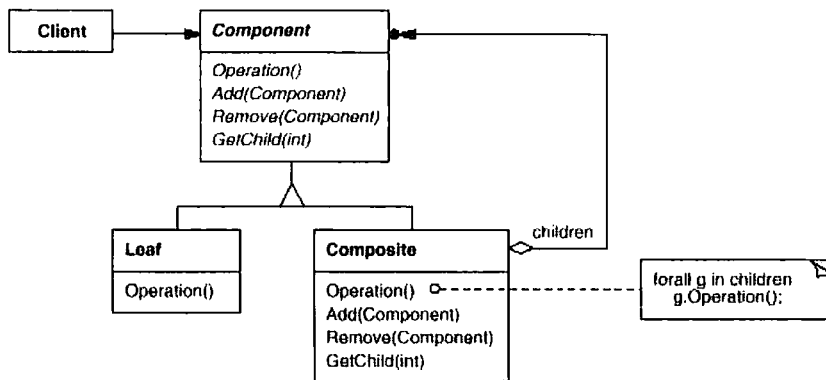 Client
Component
Operation()
Add(Component)
Remove(Component)
GetChild(int)
Leaf
Operation()
Composite
Operation()
Add(Component)
Remove(Component)
GetChild(int)
children
forall g in children
g.Operation();